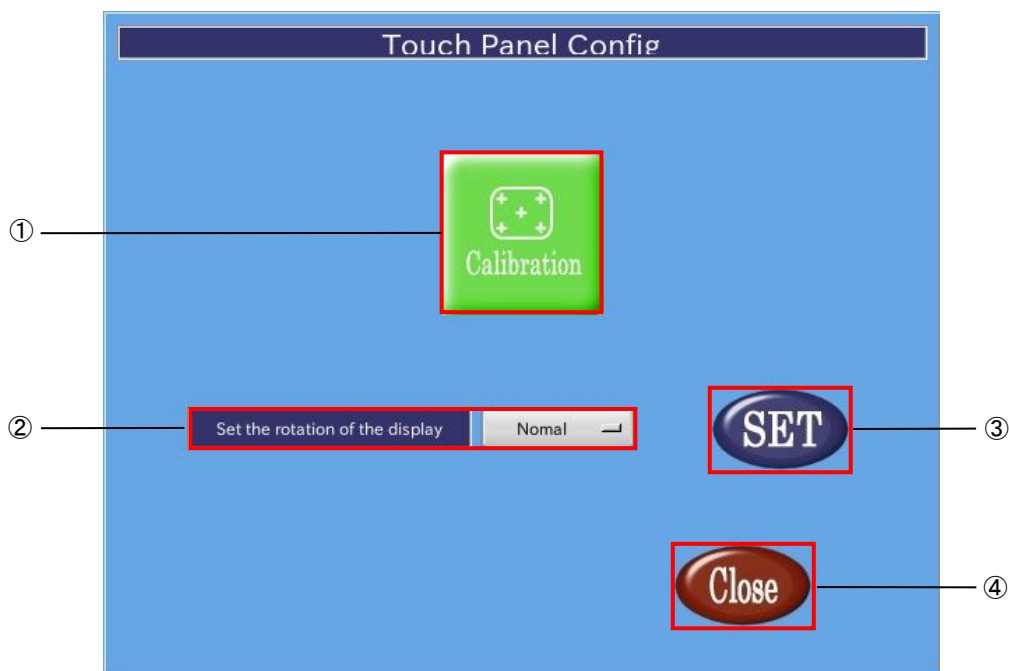 Touch Panel Config
①
Calibration
②
Set the rotation of the display
Nomal
SET
③
Close
④